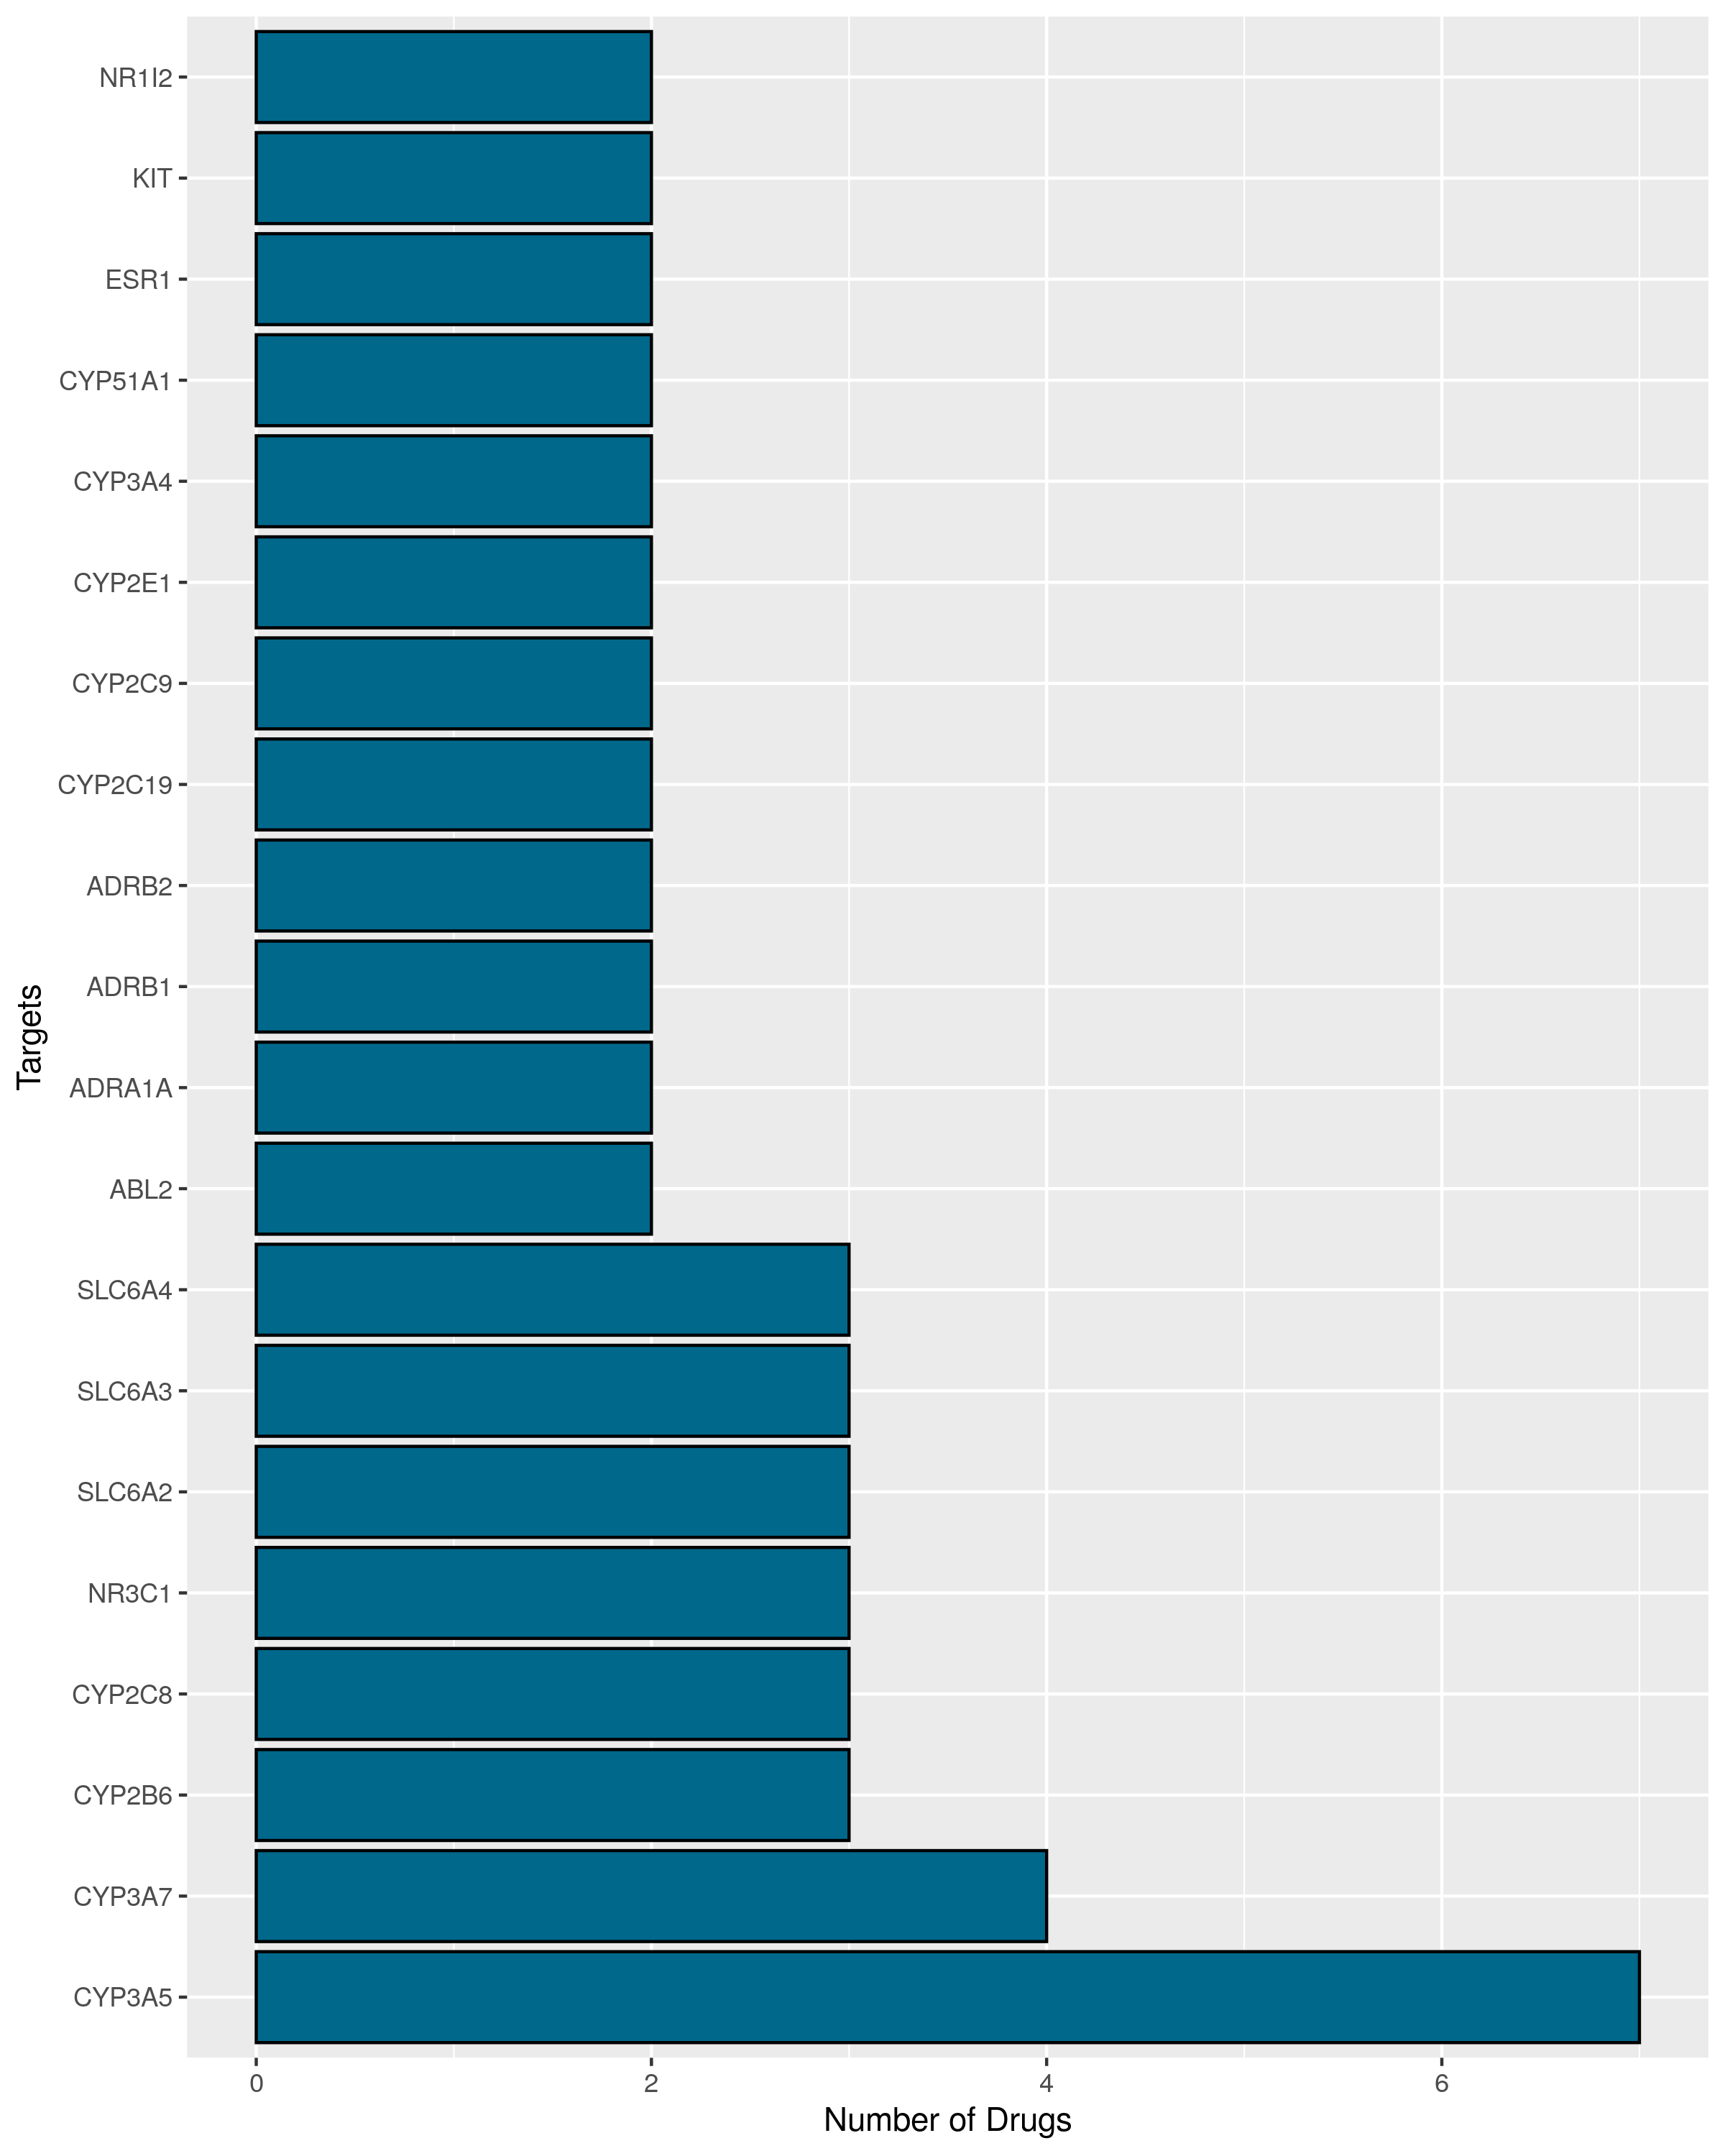 NR1I2
KIT
ESR1
CYP51A1
CYP3A4
CYP2E1
CYP2C9
CYP2C19
ADRB2
ADRB1
ADRA1A
ABL2
SLC6A4
SLC6A3
SLC6A2
NR3C1
CYP2C8
CYP2B6
CYP3A7
CYP3A5
Targets
0 2 4 6
Number of Drugs